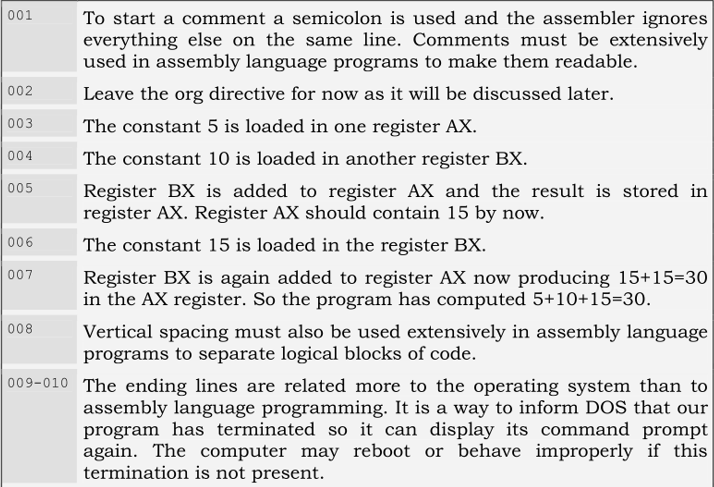 001 To start a comment a semicolon is used and the assembler ignores
everything else on the same line. Comments must be extensively
used in assembly language programs to make them readable.
002 Leave the org directive for now as it will be discussed later.
003 The constant 5 is loaded in one register AX.
004 The constant 10 is loaded in another register BX.
005 Register BX is added to register AX and the result is stored in
register AX. Register AX should contain 15 by now.
006 The constant 15 is loaded in the register BX.
007 Register BX is again added to register AX now producing 15+15=30
in the AX register. So the program has computed 5+10+15=30.
008 Vertical spacing must also be used extensively in assembly language
programs to separate logical blocks of code.
009-010 The ending lines are related more to the operating system than to
assembly language programming. It is a way to inform DOS that our
program has terminated so it can display its command prompt
again. The computer may reboot or behave improperly if this
termination is not present.